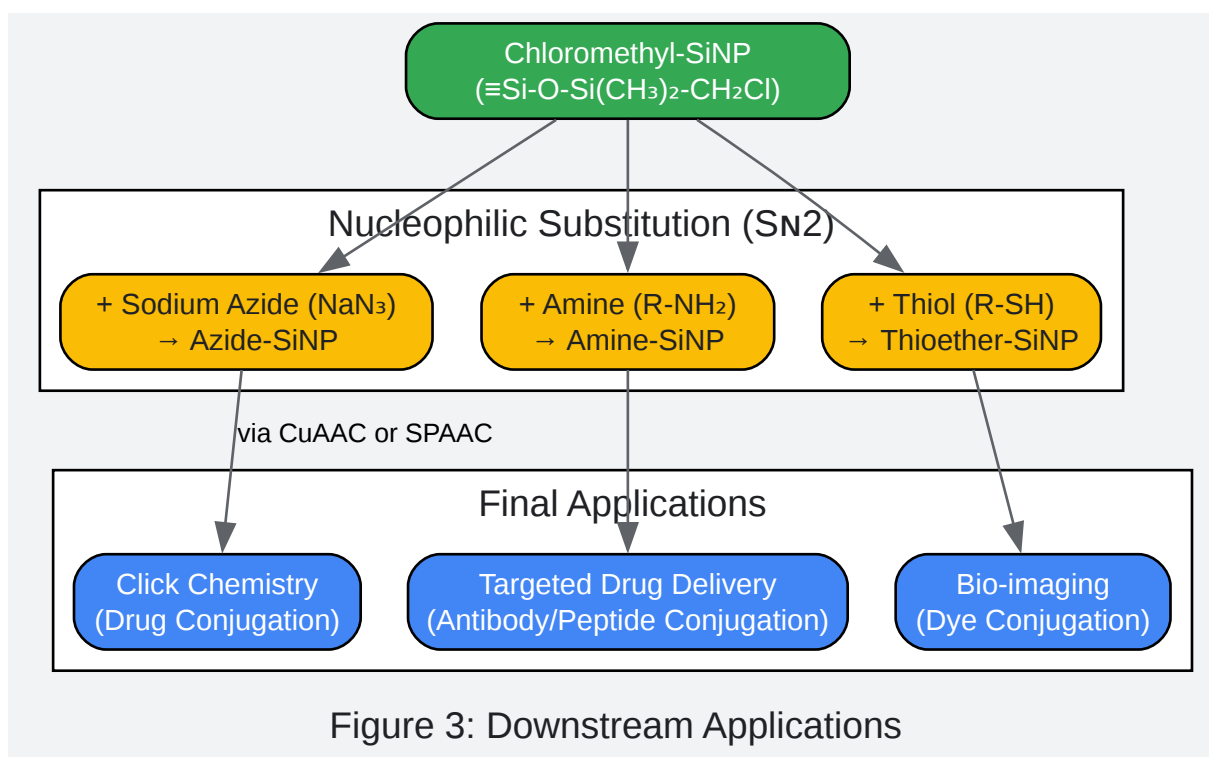 Chloromethyl-SiNP
(≡Si-O-Si(CH₃)₂-CH₂Cl)
Nucleophilic Substitution (Sɴ2)
+ Sodium Azide (NaN₃)
→ Azide-SiNP
+ Amine (R-NH₂)
→ Amine-SiNP
+ Thiol (R-SH)
→ Thioether-SiNP
via CuAAC or SPAAC
Final Applications
Click Chemistry
(Drug Conjugation)
Targeted Drug Delivery
(Antibody/Peptide Conjugation)
Bio-imaging
(Dye Conjugation)
Figure 3: Downstream Applications